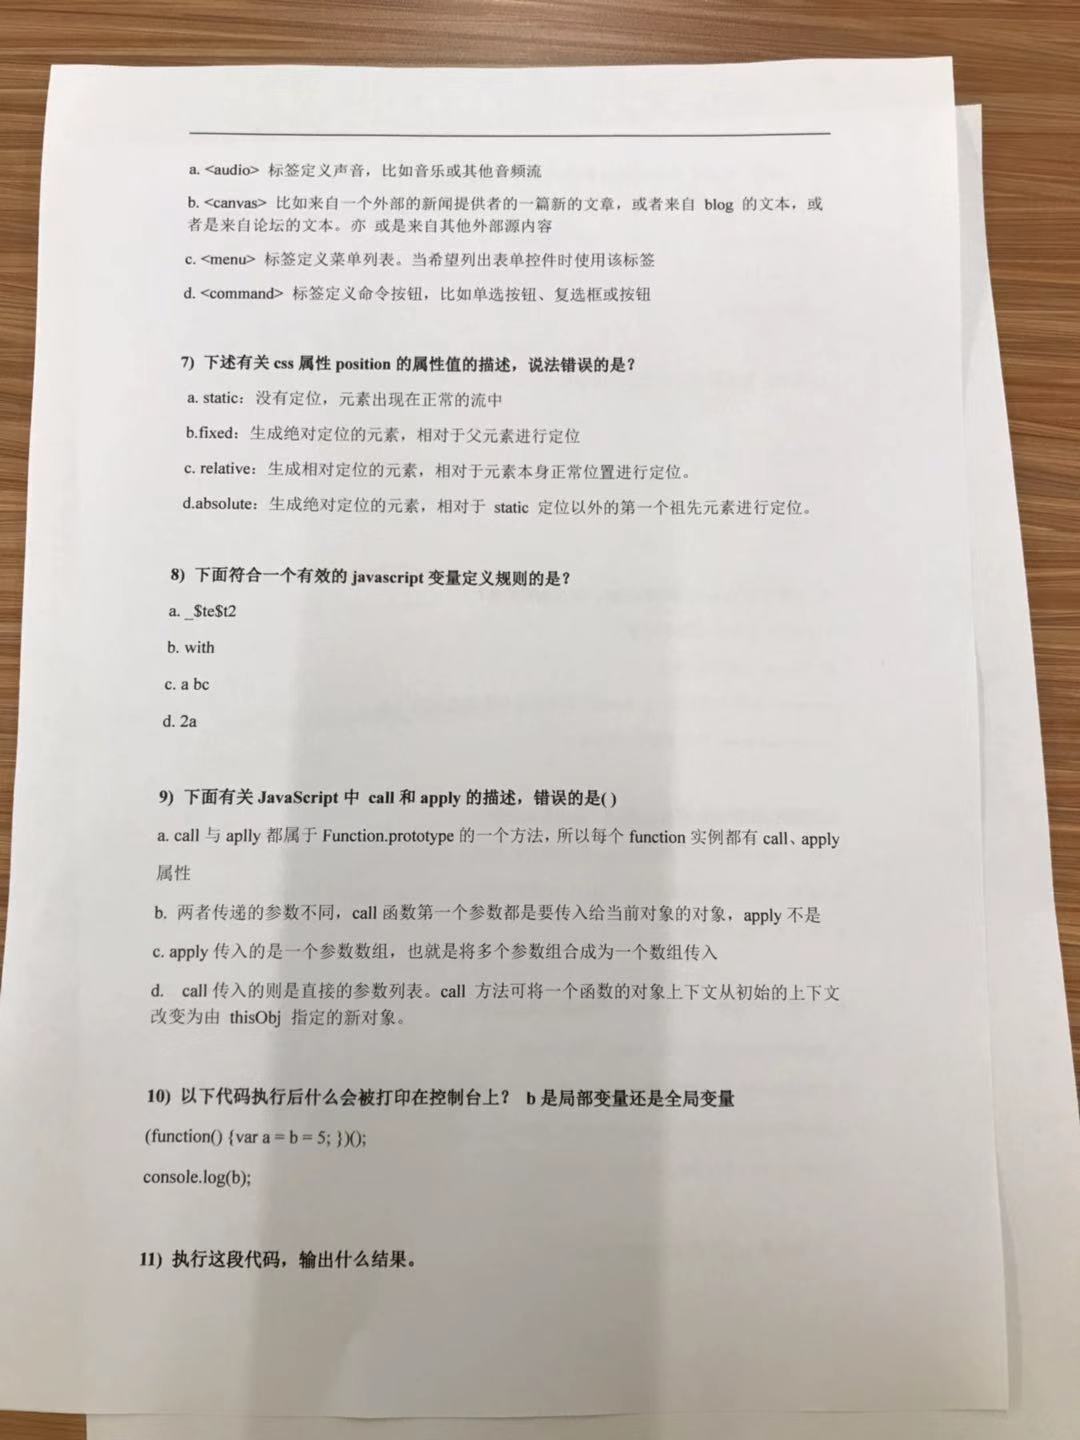 a. <audio> 标签定义声音，比如音乐或其他音频流
b. <canvas> 比如来自一个外部的新闻提供者的一篇新的文章，或者来自 blog 的文本，或
者是来自论坛的文本。亦 或是来自其他外部源内容
c. <menu> 标签定义菜单列表。当希望列出表单控件时使用该标签
d. <command> 标签定义命令按钮，比如单选按钮、复选框或按钮
7) 下述有关 css 属性 position 的属性值的描述，说法错误的是？
a. static：没有定位，元素出现在正常的流中
b.fixed：生成绝对定位的元素，相对于父元素进行定位
c. relative：生成相对定位的元素，相对于元素本身正常位置进行定位。
d.absolute：生成绝对定位的元素，相对于 static 定位以外的第一个祖先元素进行定位。
8) 下面符合一个有效的 javascript 变量定义规则的是？
a. _$te$t2
b. with
c. a bc
d. 2a
9) 下面有关 JavaScript 中 call 和 apply 的描述，错误的是( )
a. call 与 aplly 都属于 Function.prototype 的一个方法，所以每个 function 实例都有 call、apply
属性
b. 两者传递的参数不同，call 函数第一个参数都是要传入给当前对象的对象，apply 不是
c. apply 传入的是一个参数数组，也就是将多个参数组合成为一个数组传入
d. call 传入的则是直接的参数列表。call 方法可将一个函数的对象上下文从初始的上下文
改变为由 thisObj 指定的新对象。
10) 以下代码执行后什么会被打印在控制台上？ b 是局部变量还是全局变量
(function() {var a = b = 5; })();
console.log(b);
11) 执行这段代码，输出什么结果。